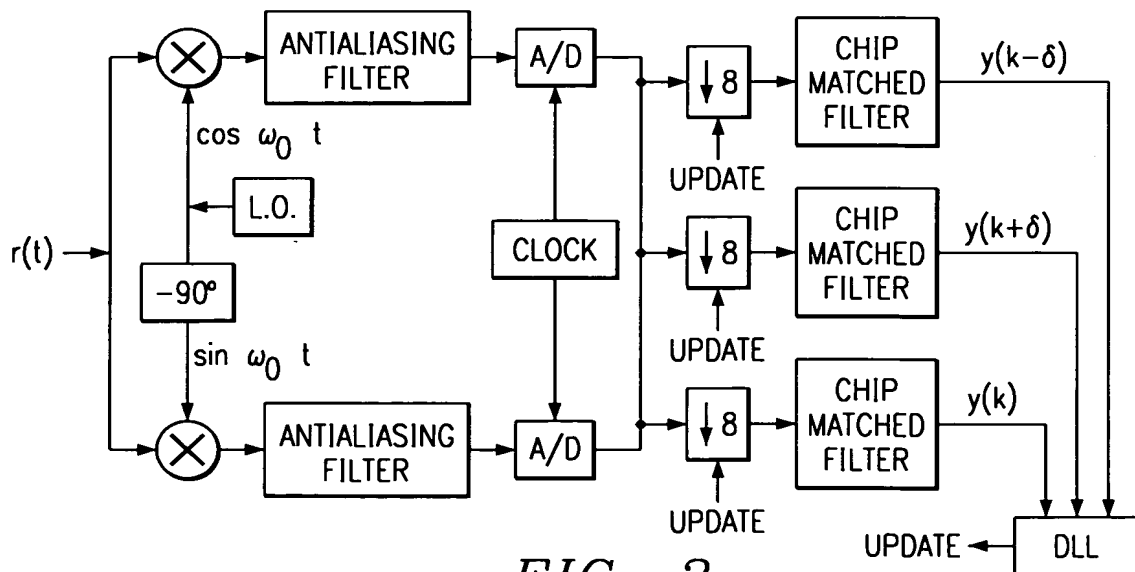 ANTIALIASING
FILTER
A/D
↓ 8
CHIP
MATCHED
FILTER
y(k-δ)
cos ω₀ t
UPDATE
L.O.
r(t)
CLOCK
↓ 8
CHIP
MATCHED
FILTER
y(k+δ)
-90°
sin ω₀ t
UPDATE
ANTIALIASING
FILTER
A/D
↓ 8
CHIP
MATCHED
FILTER
y(k)
UPDATE
UPDATE
DLL